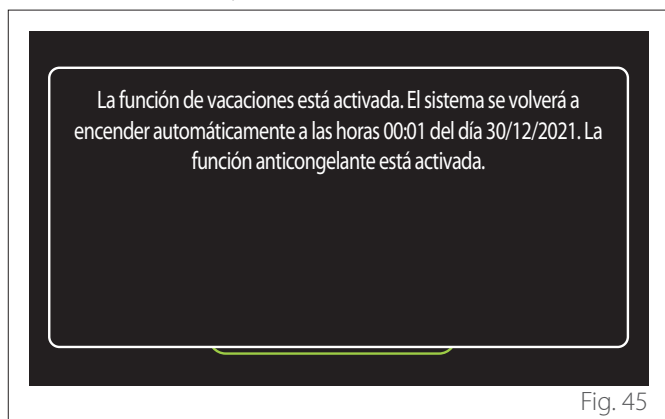 La función de vacaciones está activada. El sistema se volverá a
encender automáticamente a las horas 00:01 del día 30/12/2021. La
función anticongelante está activada.
Fig. 45